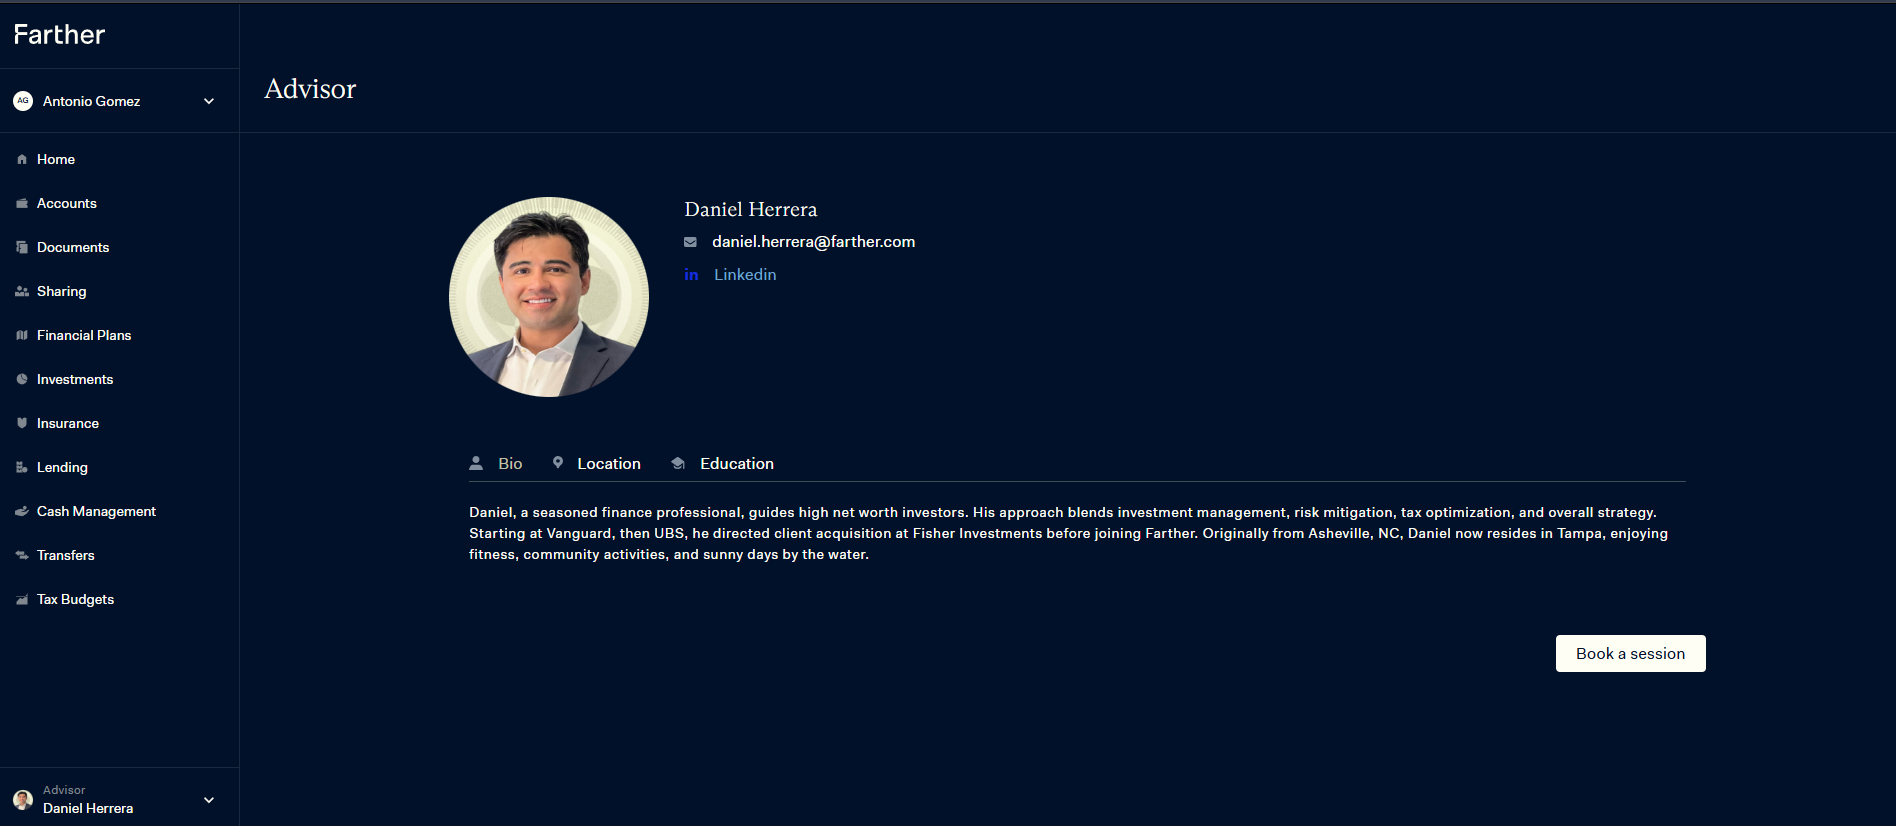 Farther
AG Antonio Gomez
Home
Accounts
Documents
Sharing
Financial Plans
Investments
Insurance
Lending
Cash Management
Transfers
Tax Budgets
Advisor
Daniel Herrera
Advisor
Daniel Herrera
daniel.herrera@farther.com
in Linkedin
Bio Location Education
Daniel, a seasoned finance professional, guides high net worth investors. His approach blends investment management, risk mitigation, tax optimization, and overall strategy.
Starting at Vanguard, then UBS, he directed client acquisition at Fisher Investments before joining Farther. Originally from Asheville, NC, Daniel now resides in Tampa, enjoying
fitness, community activities, and sunny days by the water.
Book a session